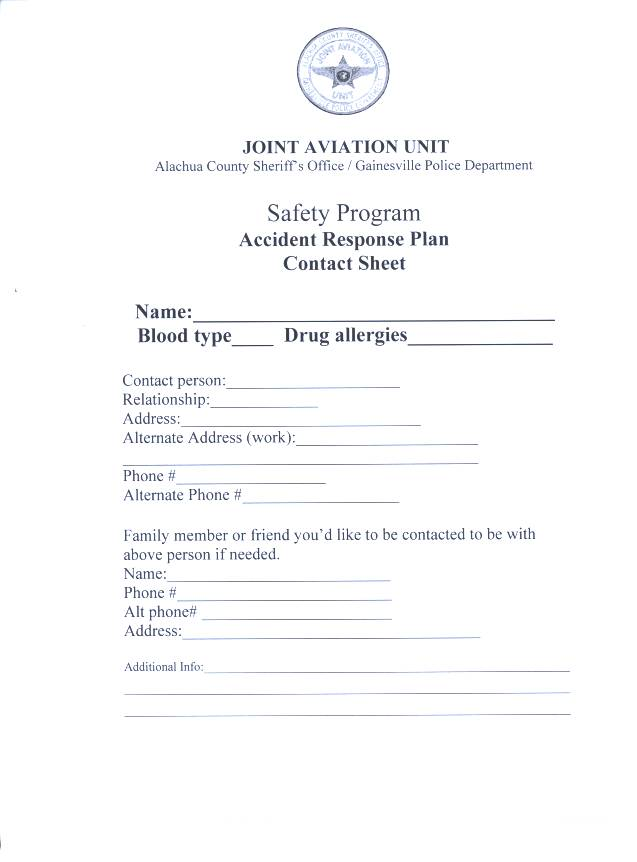 ALACHUA COUNTY SHERIFF'S OFFICE
JOINT AVIATION
UNIT
JOINT AVIATION UNIT
Alachua County Sheriff's Office / Gainesville Police Department
Safety Program
Accident Response Plan
Contact Sheet
Name:
Blood type____ Drug allergies
Contact person:
Relationship:
Address:
Alternate Address (work):
Phone #
Alternate Phone #
Family member or friend you'd like to be contacted to be with
above person if needed.
Name:
Phone #
Alt phone#
Address:
Additional Info: